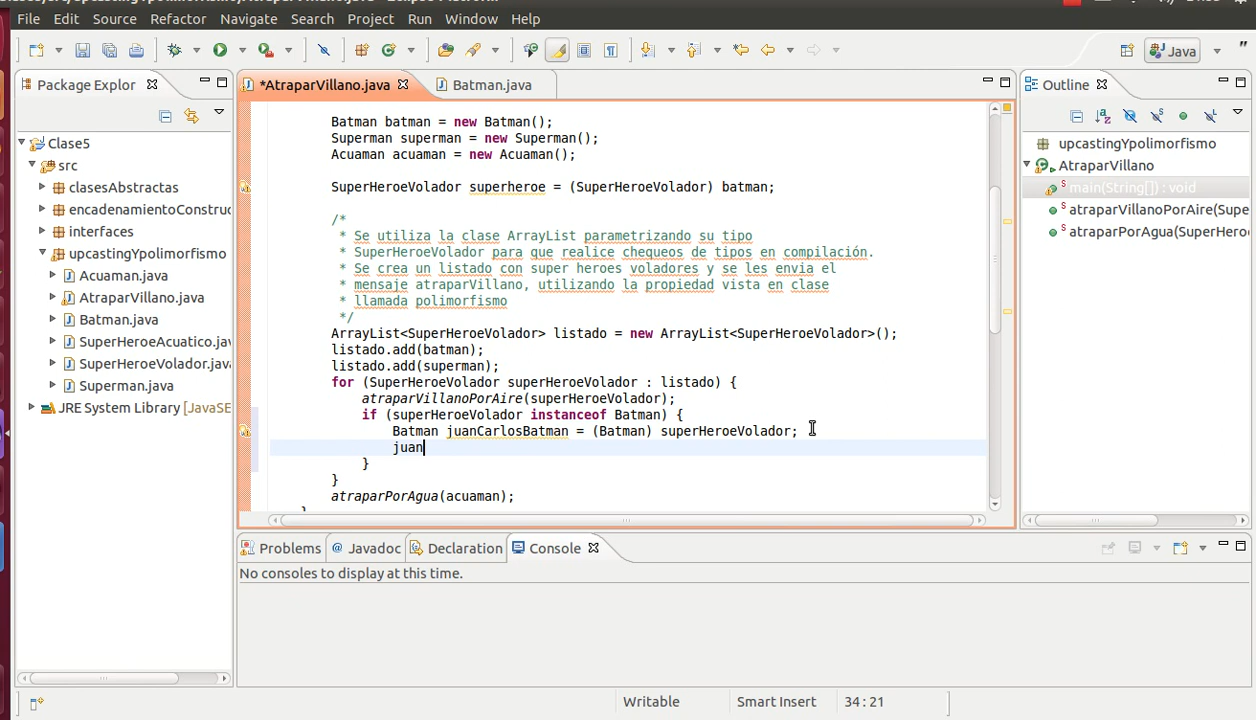 File Edit Source Refactor Navigate Search Project Run Window Help
Java
Package Explor
*AtraparVillano.java
Batman.java
Outline
Clase5
src
clasesAbstractas
encadenamientoConstruc
interfaces
upcastingYpolimorfismo
Acuaman.java
AtraparVillano.java
Batman.java
SuperHeroeAcuatico.jav
SuperHeroeVolador.java
Superman.java
JRE System Library [JavaSE
Batman batman = new Batman();
Superman superman = new Superman();
Acuaman acuaman = new Acuaman();
SuperHeroeVolador superheroe = (SuperHeroeVolador) batman;
/*
* Se utiliza la clase ArrayList parametrizando su tipo
* SuperHeroeVolador para que realice chequeos de tipos en compilación.
* Se crea un listado con super heroes voladores y se les envia el
* mensaje atraparVillano, utilizando la propiedad vista en clase
* llamada polimorfismo
*/
ArrayList<SuperHeroeVolador> listado = new ArrayList<SuperHeroeVolador>();
listado.add(batman);
listado.add(superman);
for (SuperHeroeVolador superHeroeVolador : listado) {
atraparVillanoPorAire(superHeroeVolador);
if (superHeroeVolador instanceof Batman) {
Batman juanCarlosBatman = (Batman) superHeroeVolador;
juan
}
}
atraparPorAgua(acuaman);
upcastingYpolimorfismo
AtraparVillano
main(String[]) : void
atraparVillanoPorAire(Supe
atraparPorAgua(SuperHero
Problems
@ Javadoc
Declaration
Console
No consoles to display at this time.
Writable
Smart Insert
34 : 21